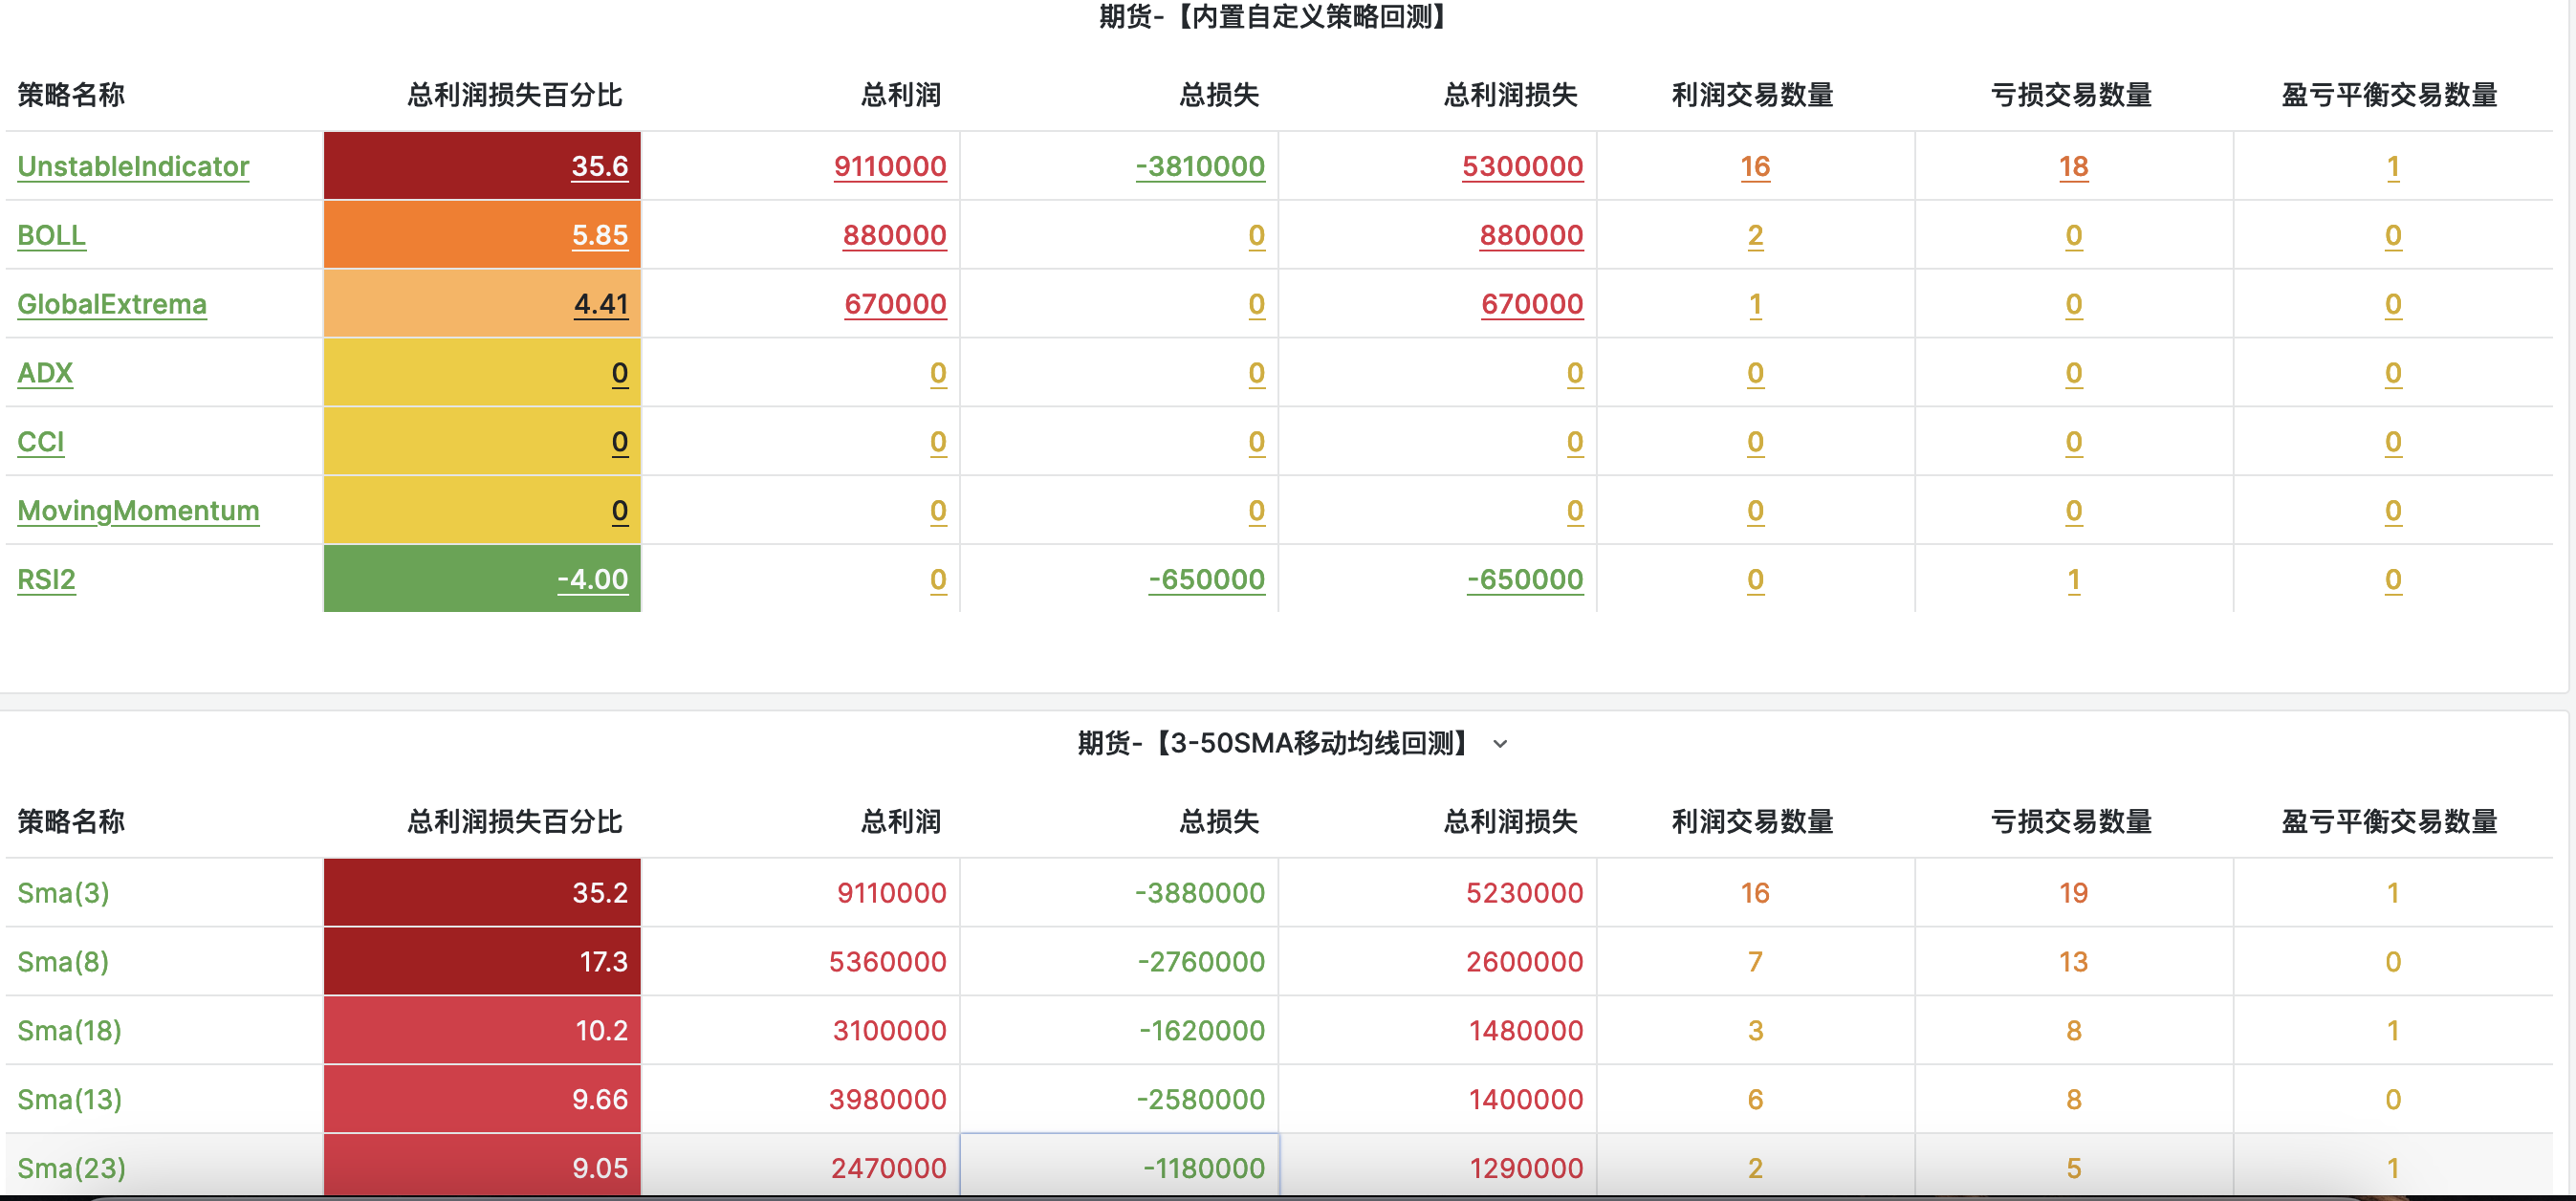 期货-【内置自定义策略回测】
策略名称 总利润损失百分比 总利润 总损失 总利润损失 利润交易数量 亏损交易数量 盈亏平衡交易数量
UnstableIndicator 35.6 9110000 -3810000 5300000 16 18 1
BOLL 5.85 880000 0 880000 2 0 0
GlobalExtrema 4.41 670000 0 670000 1 0 0
ADX 0 0 0 0 0 0 0
CCI 0 0 0 0 0 0 0
MovingMomentum 0 0 0 0 0 0 0
RSI2 -4.00 0 -650000 -650000 0 1 0
期货-【3-50SMA移动均线回测】
策略名称 总利润损失百分比 总利润 总损失 总利润损失 利润交易数量 亏损交易数量 盈亏平衡交易数量
Sma(3) 35.2 9110000 -3880000 5230000 16 19 1
Sma(8) 17.3 5360000 -2760000 2600000 7 13 0
Sma(18) 10.2 3100000 -1620000 1480000 3 8 1
Sma(13) 9.66 3980000 -2580000 1400000 6 8 0
Sma(23) 9.05 2470000 -1180000 1290000 2 5 1